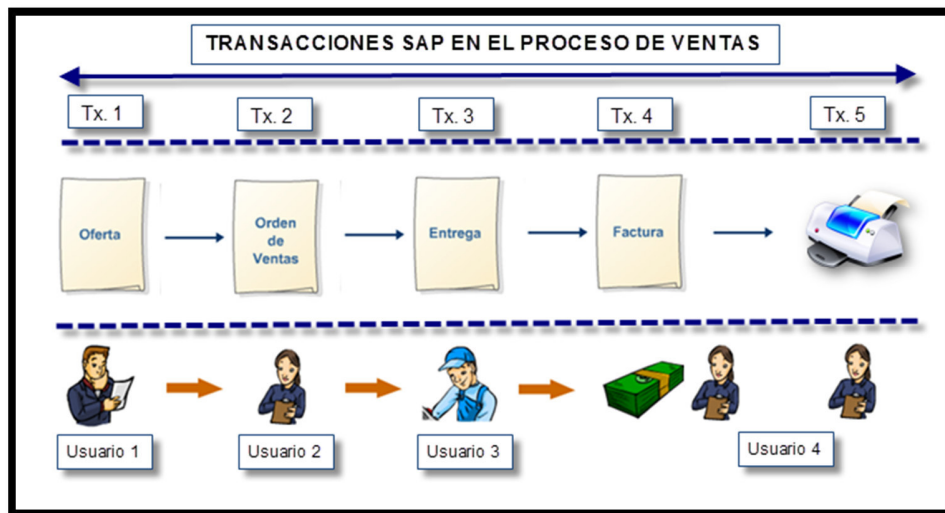 TRANSACCIONES SAP EN EL PROCESO DE VENTAS
Tx. 1
Tx. 2
Tx. 3
Tx. 4
Tx. 5
Oferta
Orden
de
Ventas
Entrega
Factura
Usuario 1
Usuario 2
Usuario 3
Usuario 4